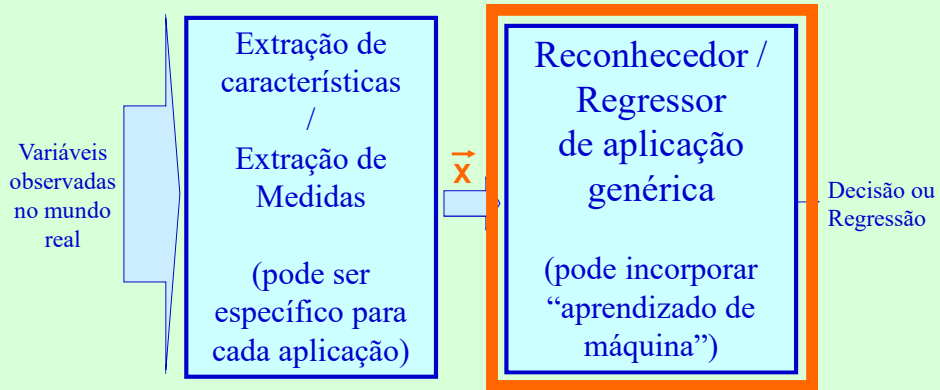 Variáveis
observadas
no mundo
real
Extração de
características
/
Extração de
Medidas
(pode ser
específico para
cada aplicação)
X
Reconhecedor /
Regressor
de aplicação
genérica
(pode incorporar
“aprendizado de
máquina”)
Decisão ou
Regressão